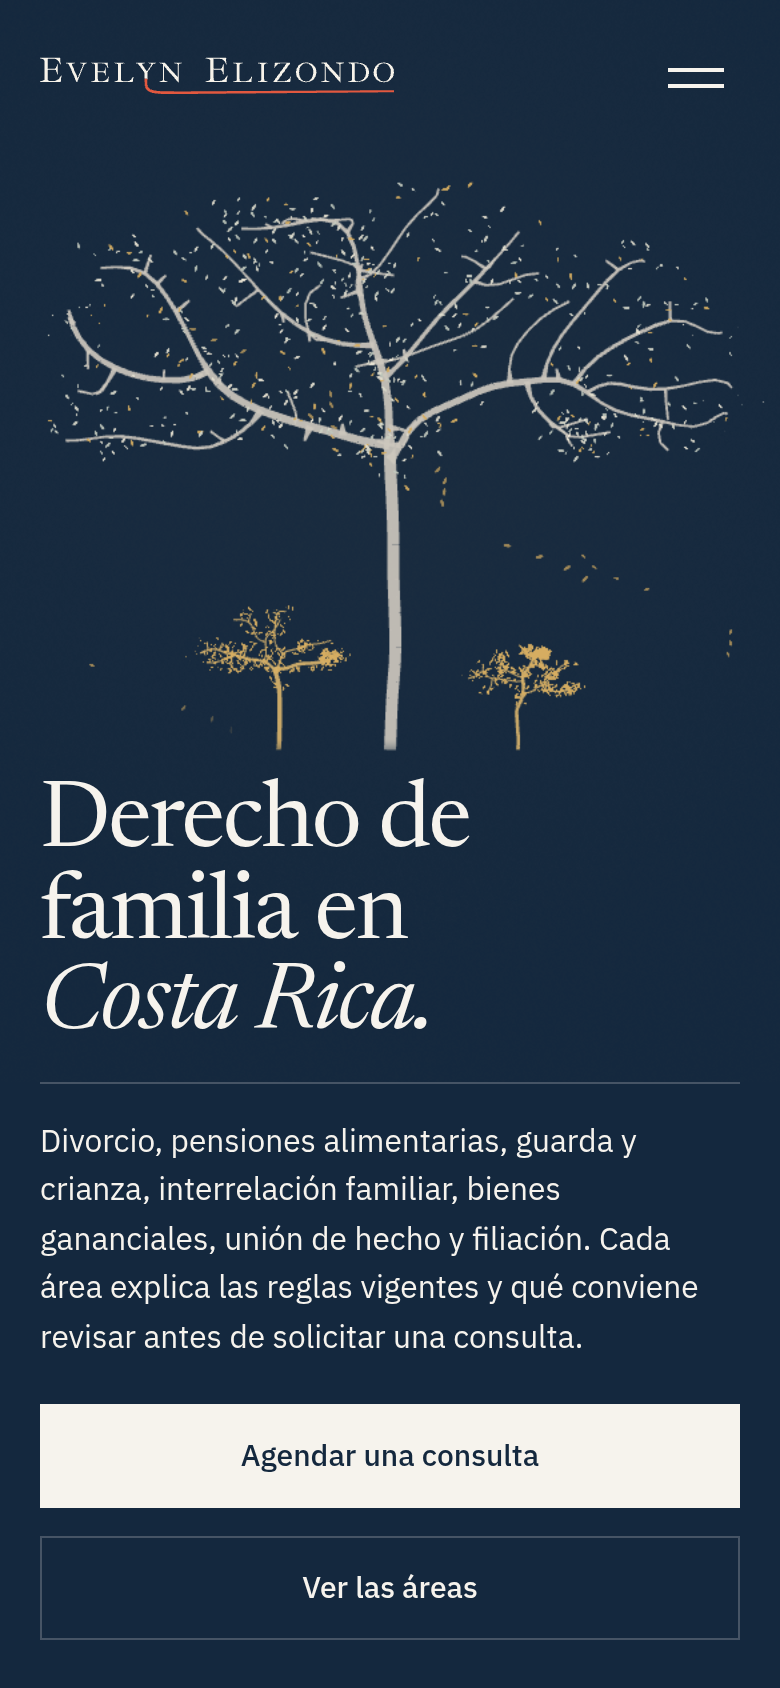 Evelyn Elizondo
Derecho de
familia en
Costa Rica.
Divorcio, pensiones alimentarias, guarda y
crianza, interrelación familiar, bienes
gananciales, unión de hecho y filiación. Cada
área explica las reglas vigentes y qué conviene
revisar antes de solicitar una consulta.
Agendar una consulta
Ver las áreas